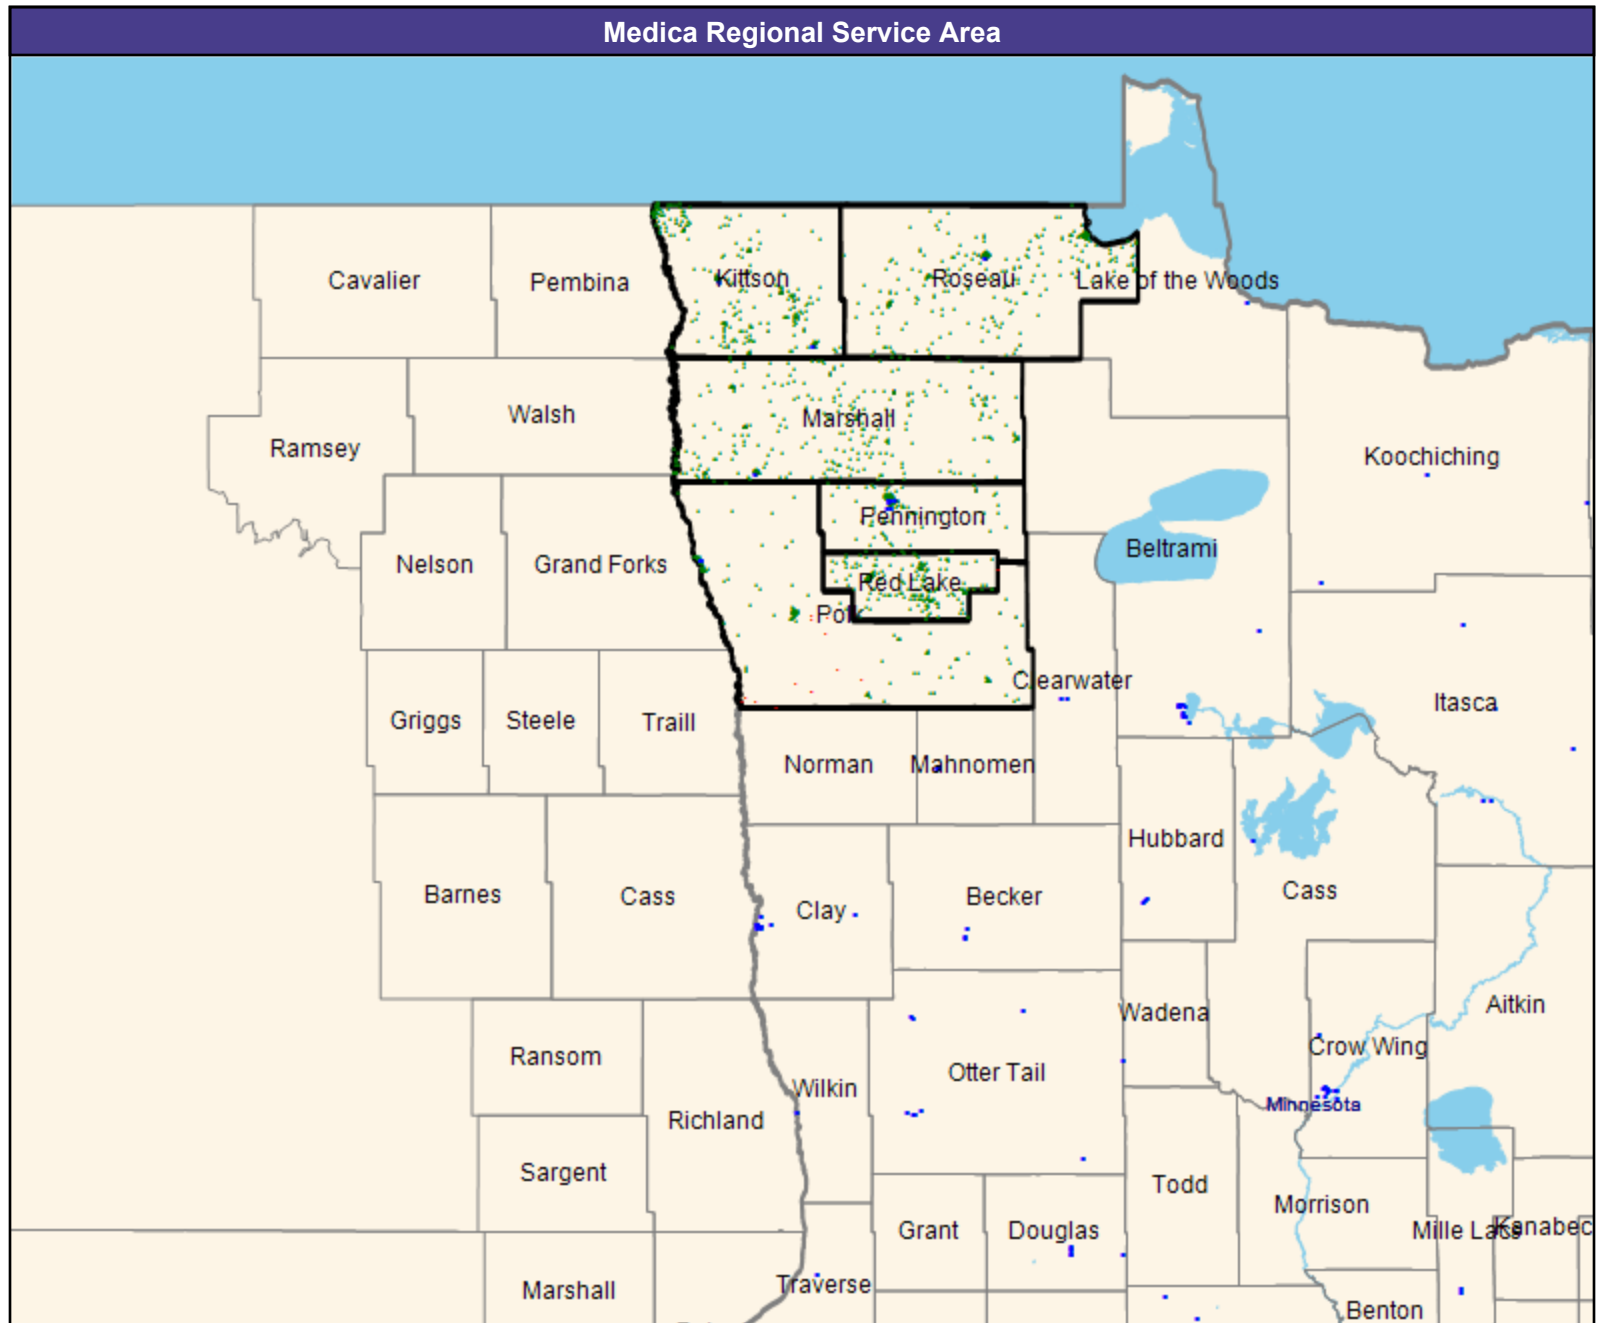 Medica Regional Service Area
Cavalier
Pembina
Kittson
Roseau
Lake of the Woods
Walsh
Marshall
Ramsey
Koochiching
Pennington
Nelson
Grand Forks
Beltrami
Red Lake
Polk
Clearwater
Griggs
Steele
Traill
Itasca
Norman
Mahnomen
Hubbard
Barnes
Cass
Clay
Becker
Cass
Wadena
Aitkin
Ransom
Crow Wing
Otter Tail
Wilkin
Minnesota
Richland
Sargent
Todd
Morrison
Grant
Douglas
Mille Lacs
Kanabec
Marshall
Traverse
Benton